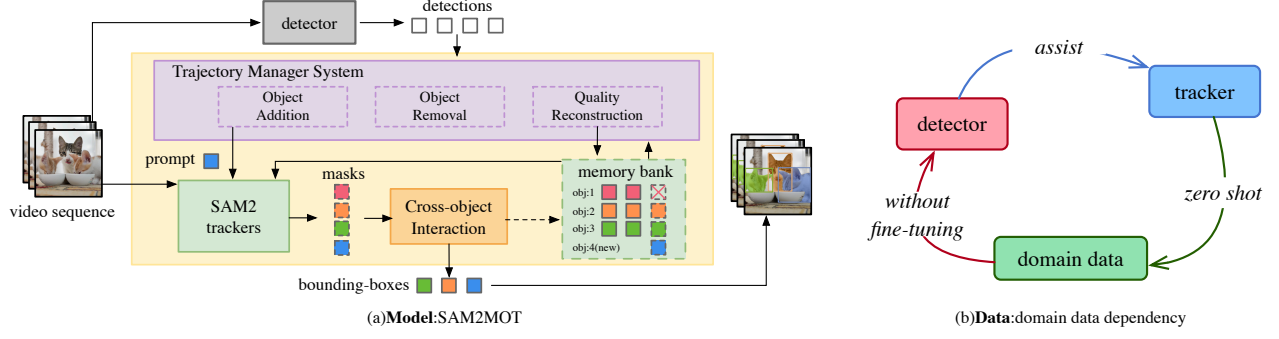 detector
detections
Trajectory Manager System
Object
Addition
Object
Removal
Quality
Reconstruction
prompt
video sequence
SAM2
trackers
masks
Cross-object
Interaction
memory bank
obj:1
obj:2
obj:3
obj:4(new)
bounding-boxes
(a)Model:SAM2MOT
assist
tracker
detector
zero shot
without
fine-tuning
domain data
(b)Data:domain data dependency